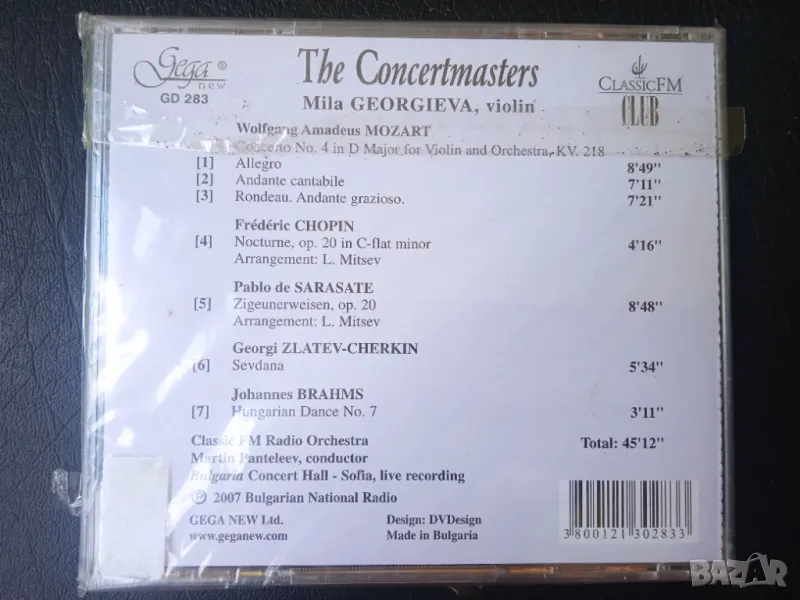 Gega ®
new
GD 283
The Concertmasters
Mila GEORGIEVA, violin
CLASSICFM
CLUB
Wolfgang Amadeus MOZART
Concerto No. 4 in D Major for Violin and Orchestra, KV. 218
[1] Allegro 8'49"
[2] Andante cantabile 7'11"
[3] Rondeau. Andante grazioso. 7'21"
Frédéric CHOPIN
[4] Nocturne, op. 20 in C-flat minor 4'16"
Arrangement: L. Mitsev
Pablo de SARASATE
[5] Zigeunerweisen, op. 20 8'48"
Arrangement: L. Mitsev
Georgi ZLATEV-CHERKIN
[6] Sevdana 5'34"
Johannes BRAHMS
[7] Hungarian Dance No. 7 3'11"
Classic FM Radio Orchestra Total: 45'12"
Martin Panteleev, conductor
Bulgaria Concert Hall - Sofia, live recording
Ⓟ 2007 Bulgarian National Radio
GEGA NEW Ltd. Design: DVDesign
www.geganew.com Made in Bulgaria
3800121302833
BAZAR